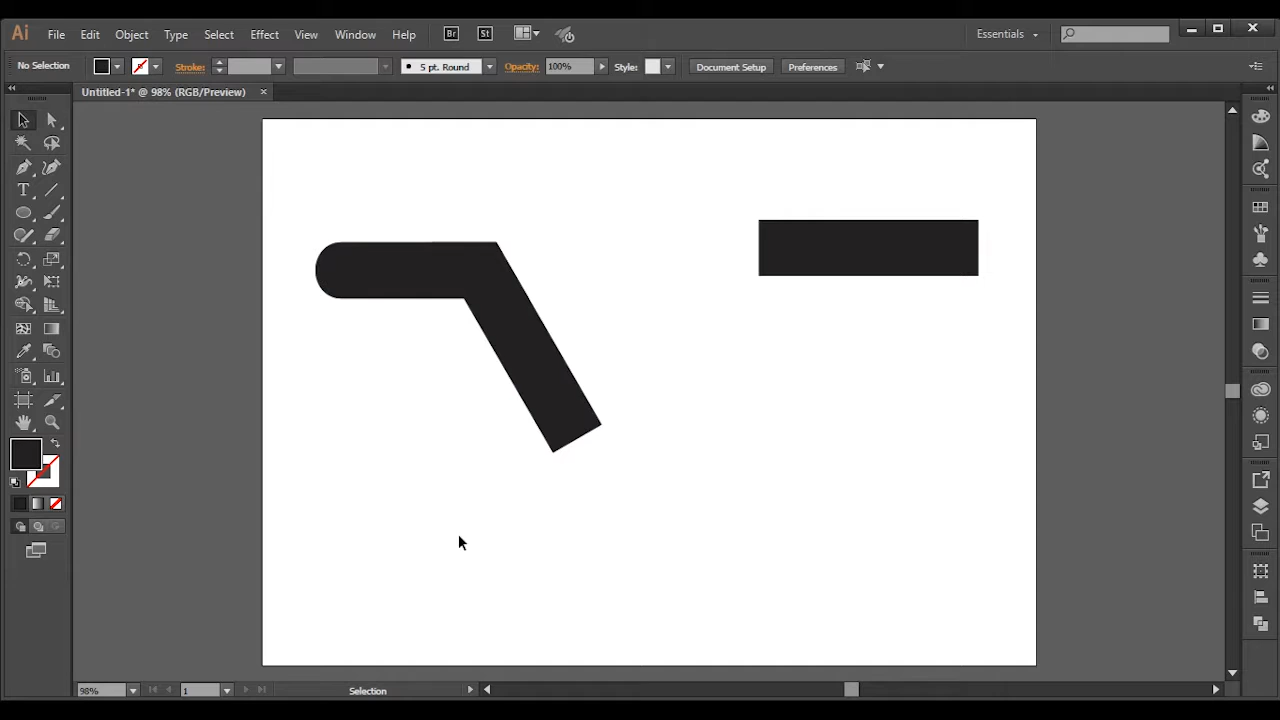 Ai File Edit Object Type Select Effect View Window Help Br St Essentials
No Selection Stroke: 5 pt. Round Opacity: 100% Style: Document Setup Preferences
Untitled-1* @ 98% (RGB/Preview)
T
98% 1 Selection